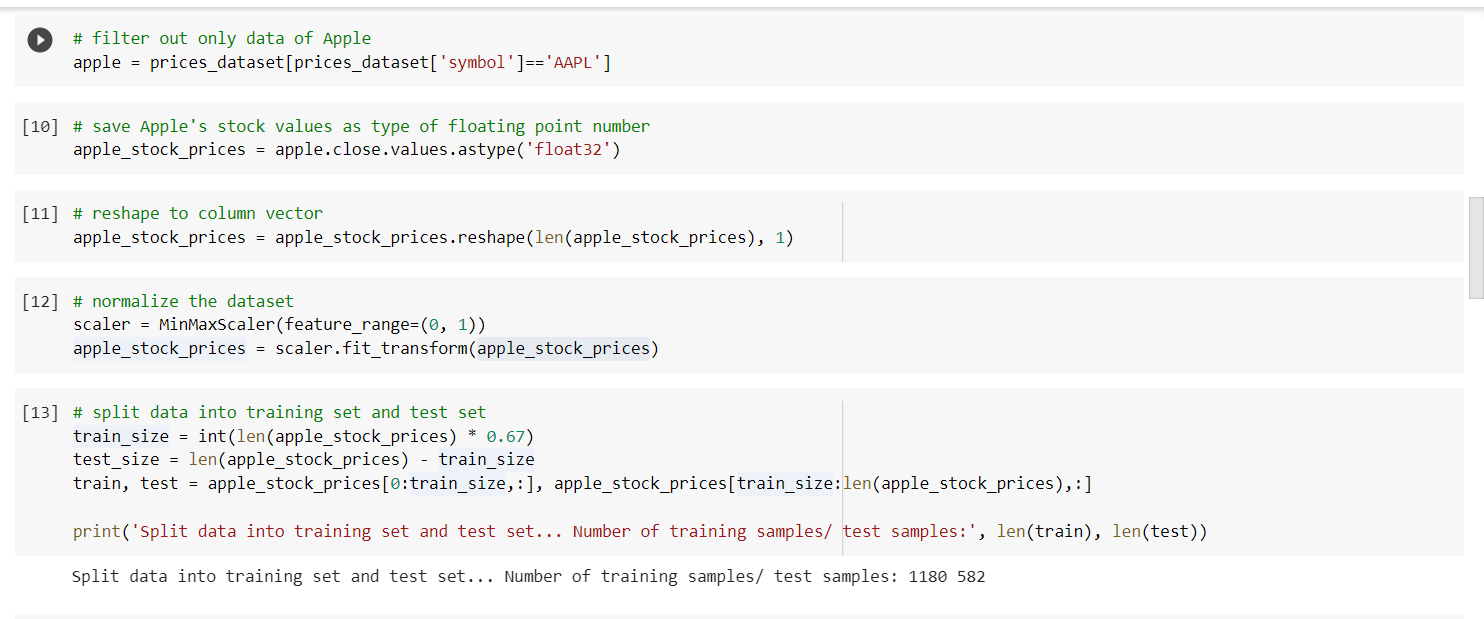 # filter out only data of Apple
apple = prices_dataset[prices_dataset['symbol']=='AAPL']
[10] # save Apple's stock values as type of floating point number
apple_stock_prices = apple.close.values.astype('float32')
[11] # reshape to column vector
apple_stock_prices = apple_stock_prices.reshape(len(apple_stock_prices), 1)
[12] # normalize the dataset
scaler = MinMaxScaler(feature_range=(0, 1))
apple_stock_prices = scaler.fit_transform(apple_stock_prices)
[13] # split data into training set and test set
train_size = int(len(apple_stock_prices) * 0.67)
test_size = len(apple_stock_prices) - train_size
train, test = apple_stock_prices[0:train_size,:], apple_stock_prices[train_size:len(apple_stock_prices),:]
print('Split data into training set and test set... Number of training samples/ test samples:', len(train), len(test))
Split data into training set and test set... Number of training samples/ test samples: 1180 582